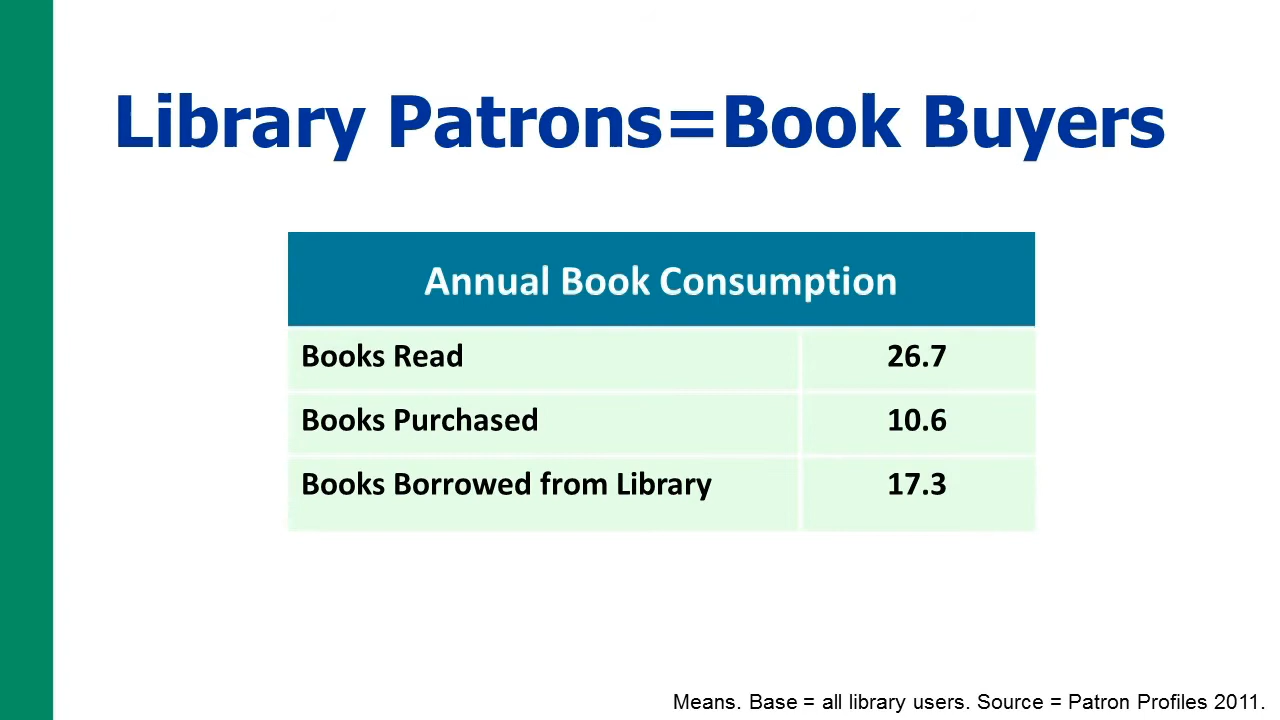 Library Patrons=Book Buyers
Annual Book Consumption
Books Read 26.7
Books Purchased 10.6
Books Borrowed from Library 17.3
Means. Base = all library users. Source = Patron Profiles 2011.